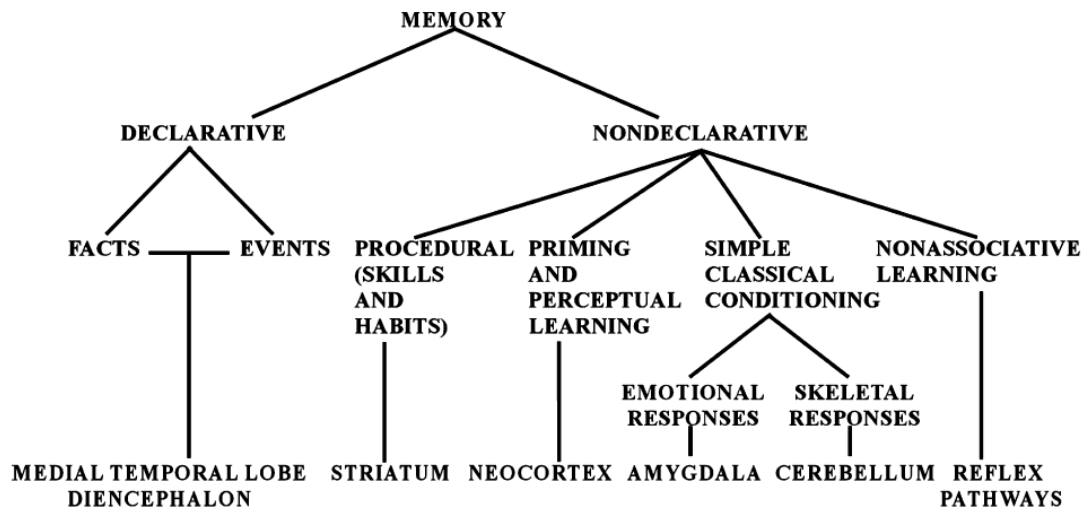 MEMORY
DECLARATIVE
NONDECLARATIVE
FACTS
EVENTS
PROCEDURAL
(SKILLS
AND
HABITS)
PRIMING
AND
PERCEPTUAL
LEARNING
SIMPLE
CLASSICAL
CONDITIONING
NONASSOCIATIVE
LEARNING
EMOTIONAL
RESPONSES
SKELETAL
RESPONSES
MEDIAL TEMPORAL LOBE
DIENCEPHALON
STRIATUM
NEOCORTEX
AMYGDALA
CEREBELLUM
REFLEX
PATHWAYS